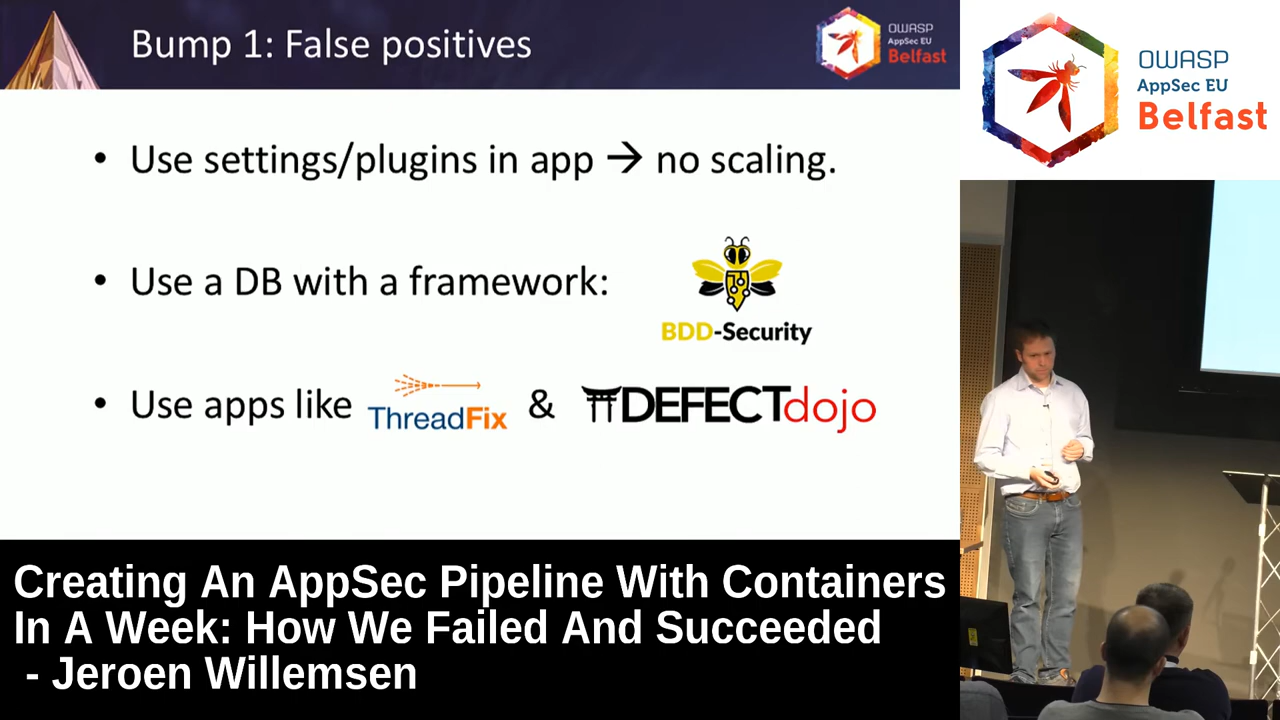 Bump 1: False positives
OWASP
AppSec EU
Belfast
OWASP
AppSec EU
Belfast
• Use settings/plugins in app → no scaling.
• Use a DB with a framework:
BDD-Security
• Use apps like ThreadFix & DEFECTdojo
Creating An AppSec Pipeline With Containers
In A Week: How We Failed And Succeeded
- Jeroen Willemsen